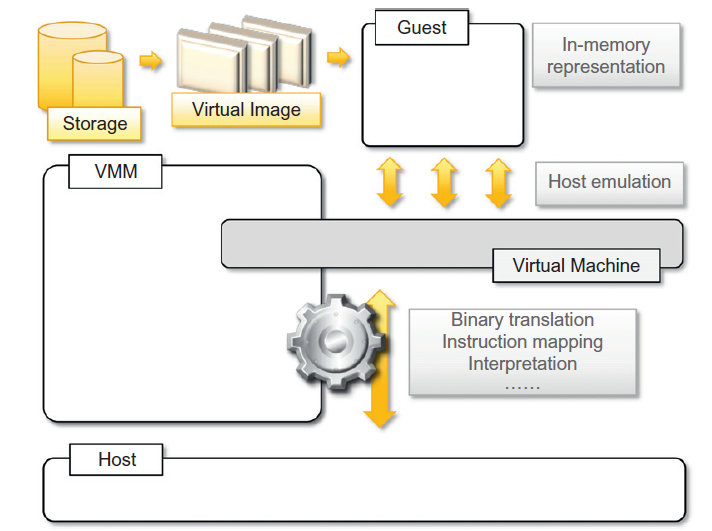 Guest
In-memory
representation
Storage
Virtual Image
VMM
Host emulation
Virtual Machine
Binary translation
Instruction mapping
Interpretation
……
Host